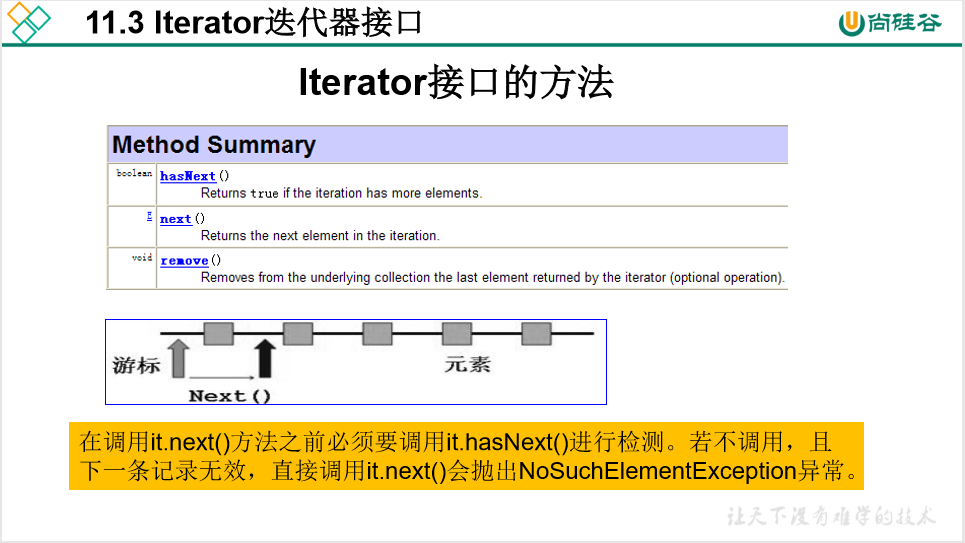 11.3 Iterator迭代器接口
尚硅谷
Iterator接口的方法
Method Summary
boolean hasNext()
Returns true if the iteration has more elements.
E next()
Returns the next element in the iteration.
void remove()
Removes from the underlying collection the last element returned by the iterator (optional operation).
游标
元素
Next()
在调用it.next()方法之前必须要调用it.hasNext()进行检测。若不调用，且
下一条记录无效，直接调用it.next()会抛出NoSuchElementException异常。
让天下没有难学的技术